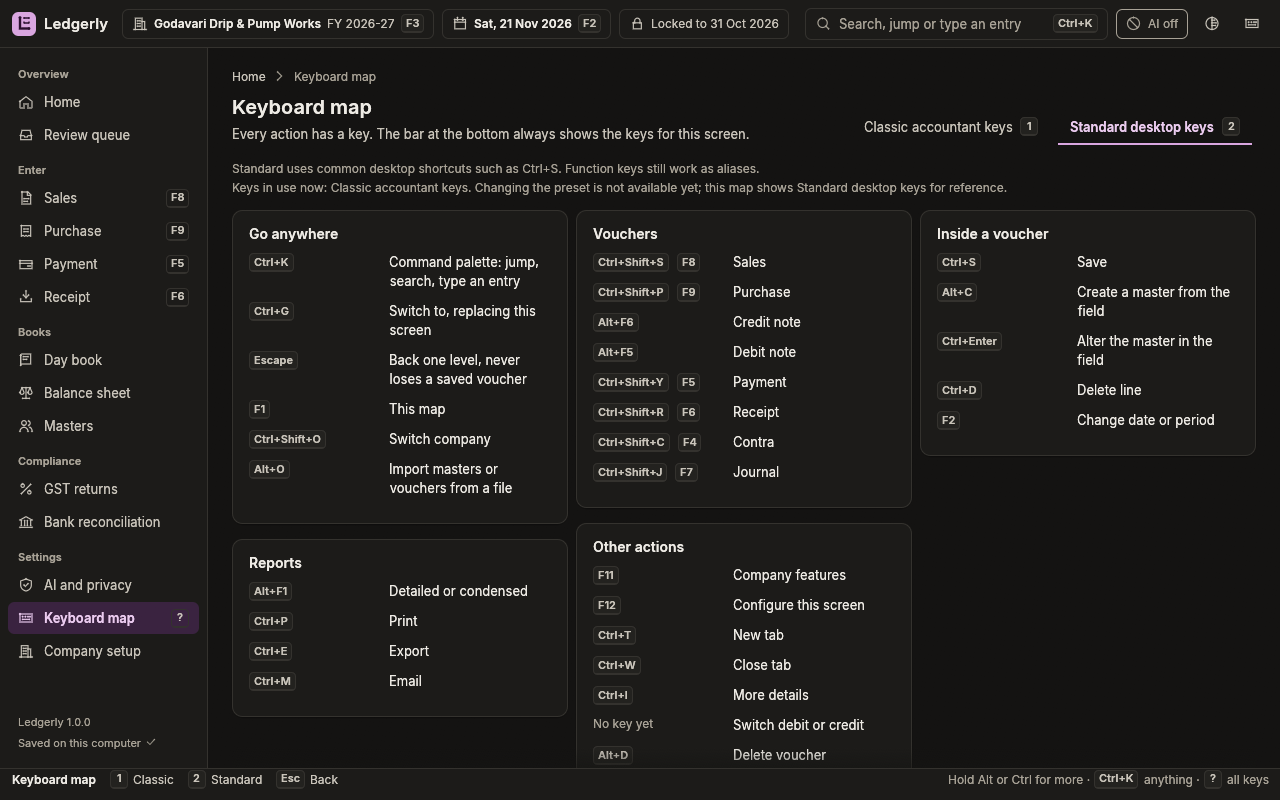 Ledgerly
Godavari Drip & Pump Works FY 2026-27 F3
Sat, 21 Nov 2026 F2
Locked to 31 Oct 2026
Search, jump or type an entry Ctrl+K
AI off
Overview
Home
Review queue
Enter
Sales F8
Purchase F9
Payment F5
Receipt F6
Books
Day book
Balance sheet
Masters
Compliance
GST returns
Bank reconciliation
Settings
AI and privacy
Keyboard map ?
Company setup
Ledgerly 1.0.0
Saved on this computer
Home > Keyboard map
Keyboard map
Every action has a key. The bar at the bottom always shows the keys for this screen.
Classic accountant keys 1
Standard desktop keys 2
Standard uses common desktop shortcuts such as Ctrl+S. Function keys still work as aliases.
Keys in use now: Classic accountant keys. Changing the preset is not available yet; this map shows Standard desktop keys for reference.
Go anywhere
Ctrl+K Command palette: jump,
search, type an entry
Ctrl+G Switch to, replacing this
screen
Escape Back one level, never
loses a saved voucher
F1 This map
Ctrl+Shift+O Switch company
Alt+O Import masters or
vouchers from a file
Reports
Alt+F1 Detailed or condensed
Ctrl+P Print
Ctrl+E Export
Ctrl+M Email
Vouchers
Ctrl+Shift+S F8 Sales
Ctrl+Shift+P F9 Purchase
Alt+F6 Credit note
Alt+F5 Debit note
Ctrl+Shift+Y F5 Payment
Ctrl+Shift+R F6 Receipt
Ctrl+Shift+C F4 Contra
Ctrl+Shift+J F7 Journal
Other actions
F11 Company features
F12 Configure this screen
Ctrl+T New tab
Ctrl+W Close tab
Ctrl+I More details
No key yet Switch debit or credit
Alt+D Delete voucher
Inside a voucher
Ctrl+S Save
Alt+C Create a master from the
field
Ctrl+Enter Alter the master in the
field
Ctrl+D Delete line
F2 Change date or period
Keyboard map 1 Classic 2 Standard Esc Back
Hold Alt or Ctrl for more · Ctrl+K anything · ? all keys